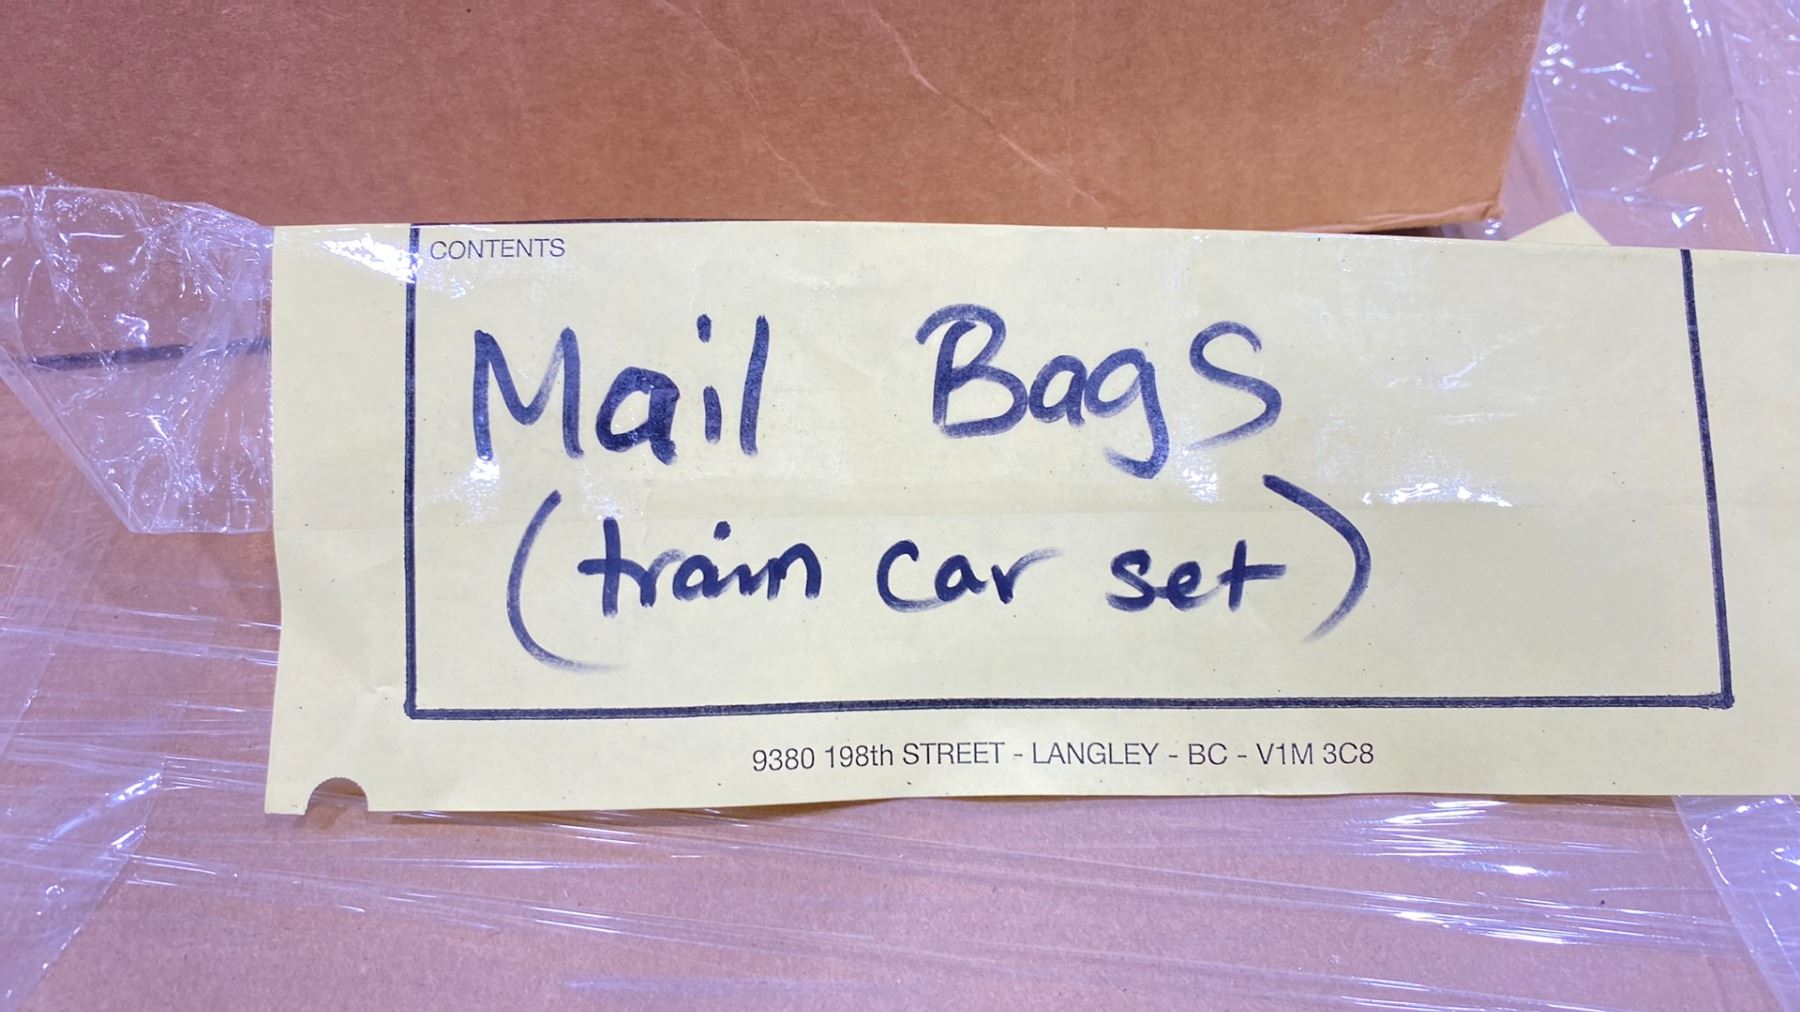 CONTENTS
Mail Bags
(train car set)
9380 198th STREET - LANGLEY - BC - V1M 3C8